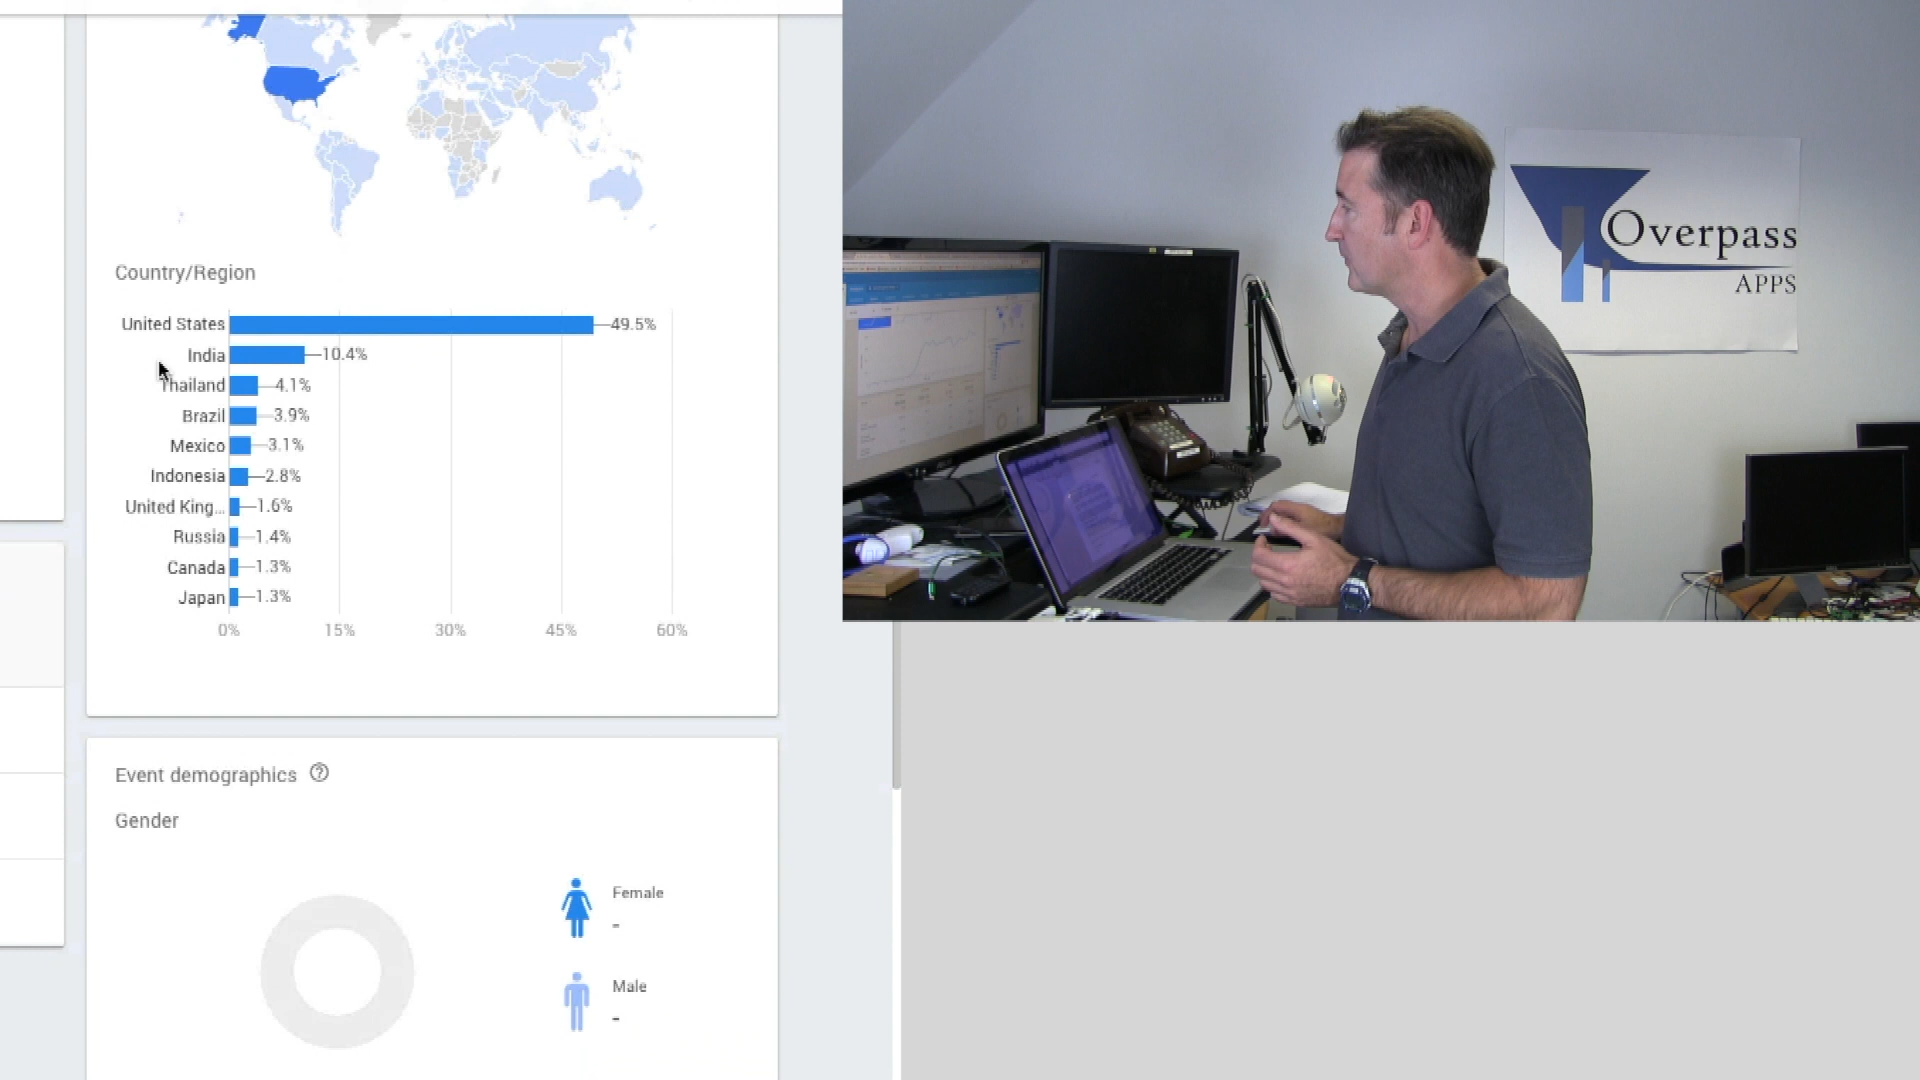 Country/Region
United States 49.5%
India 10.4%
Thailand 4.1%
Brazil 3.9%
Mexico 3.1%
Indonesia 2.8%
United King... 1.6%
Russia 1.4%
Canada 1.3%
Japan 1.3%
0% 15% 30% 45% 60%
Event demographics ?
Gender
Female
-
Male
-
Overpass
APPS